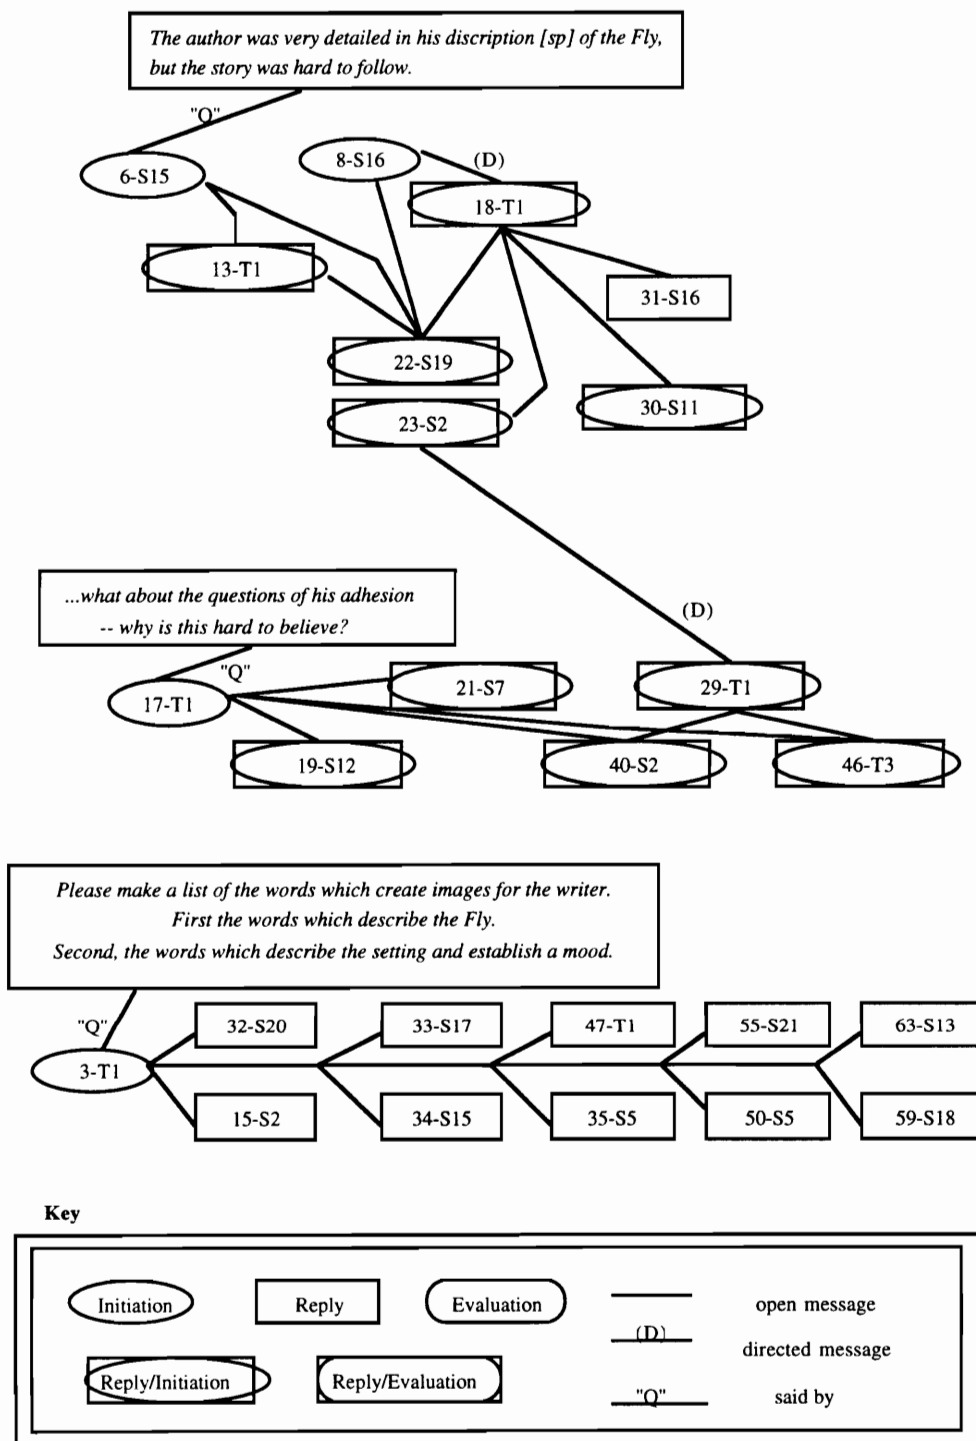 The author was very detailed in his discription [sp] of the Fly,
but the story was hard to follow.
"Q"
6-S15
8-S16
(D)
18-T1
13-T1
31-S16
22-S19
30-S11
23-S2
...what about the questions of his adhesion
-- why is this hard to believe?
(D)
"Q"
17-T1
21-S7
29-T1
19-S12
40-S2
46-T3
Please make a list of the words which create images for the writer.
First the words which describe the Fly.
Second, the words which describe the setting and establish a mood.
"Q"
3-T1
32-S20
33-S17
47-T1
55-S21
63-S13
15-S2
34-S15
35-S5
50-S5
59-S18
Key
Initiation
Reply
Evaluation
open message
(D)
directed message
Reply/Initiation
Reply/Evaluation
"Q"
said by